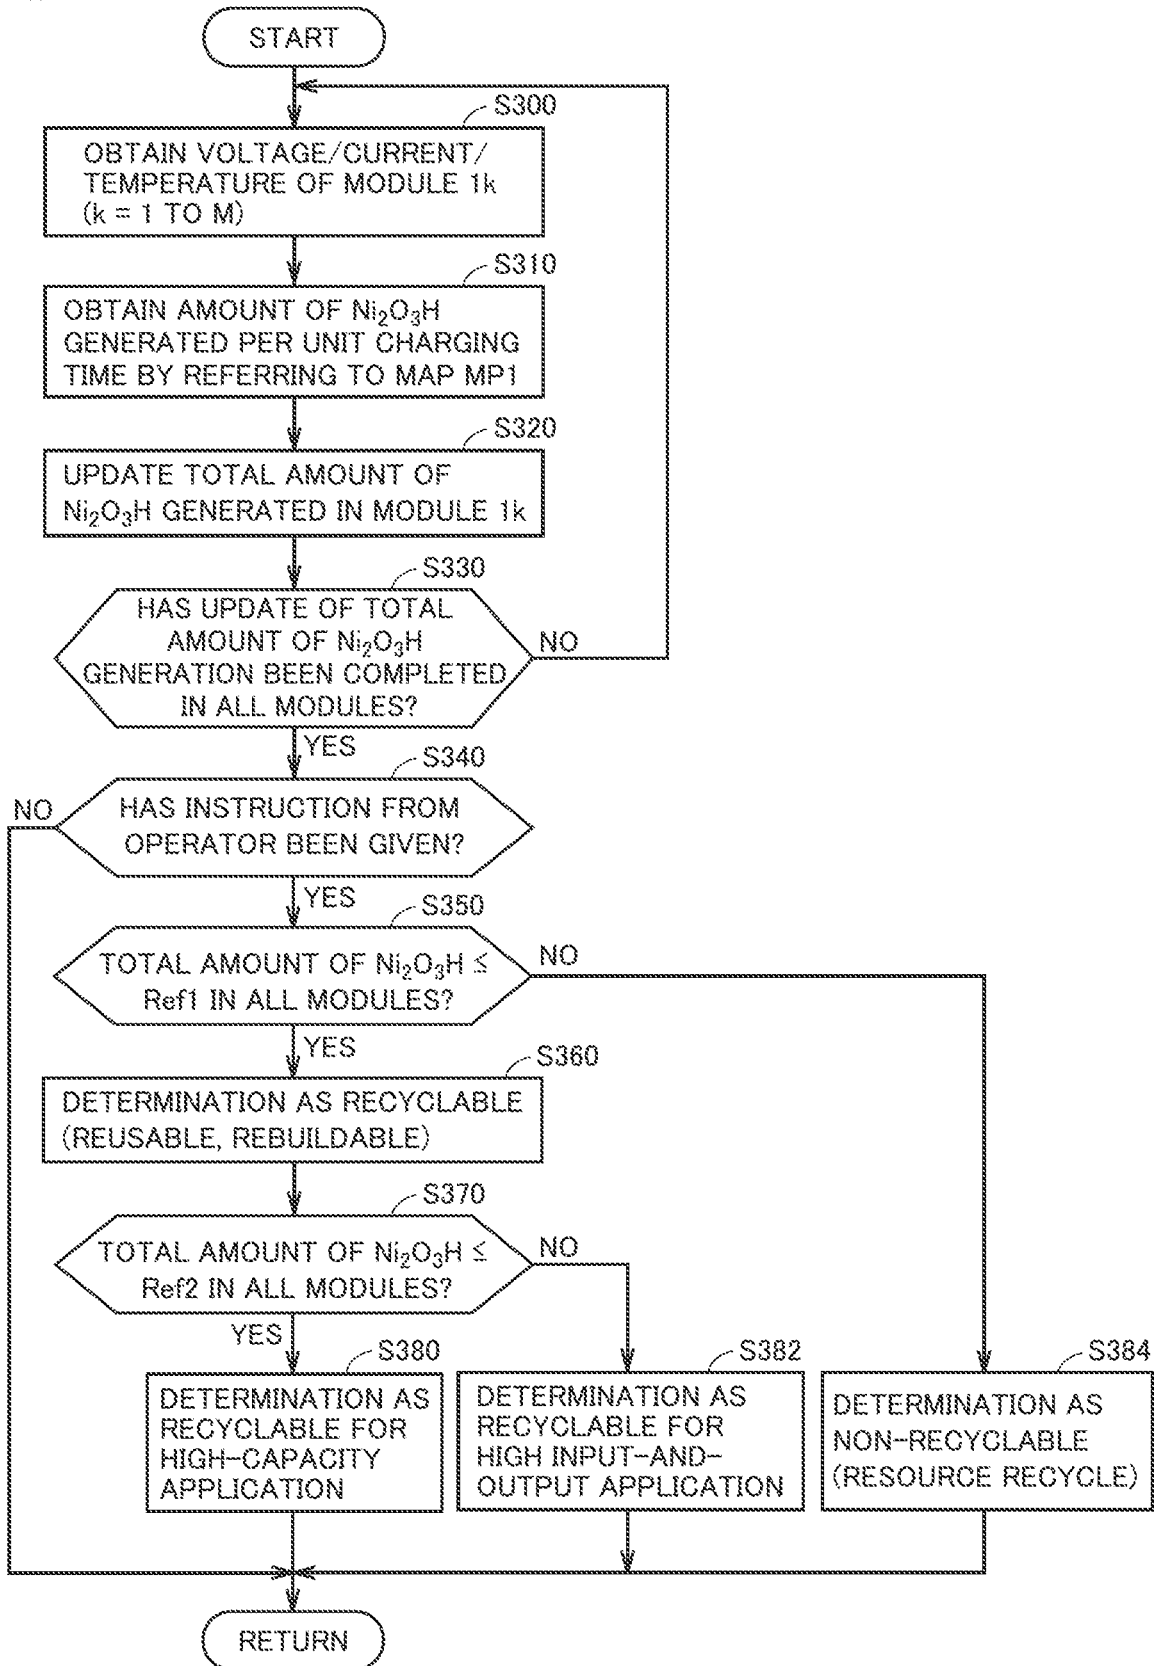 START
S300
OBTAIN VOLTAGE/CURRENT/
TEMPERATURE OF MODULE 1k
(k = 1 TO M)
S310
OBTAIN AMOUNT OF Ni₂O₃H
GENERATED PER UNIT CHARGING
TIME BY REFERRING TO MAP MP1
S320
UPDATE TOTAL AMOUNT OF
Ni₂O₃H GENERATED IN MODULE 1k
S330
HAS UPDATE OF TOTAL
AMOUNT OF Ni₂O₃H
GENERATION BEEN COMPLETED
IN ALL MODULES?
NO
YES
S340
NO
HAS INSTRUCTION FROM
OPERATOR BEEN GIVEN?
YES
S350
TOTAL AMOUNT OF Ni₂O₃H ≤
Ref1 IN ALL MODULES?
NO
YES
S360
DETERMINATION AS RECYCLABLE
(REUSABLE, REBUILDABLE)
S370
TOTAL AMOUNT OF Ni₂O₃H ≤
Ref2 IN ALL MODULES?
NO
YES
S380
DETERMINATION AS
RECYCLABLE FOR
HIGH-CAPACITY
APPLICATION
S382
DETERMINATION AS
RECYCLABLE FOR
HIGH INPUT-AND-
OUTPUT APPLICATION
S384
DETERMINATION AS
NON-RECYCLABLE
(RESOURCE RECYCLE)
RETURN